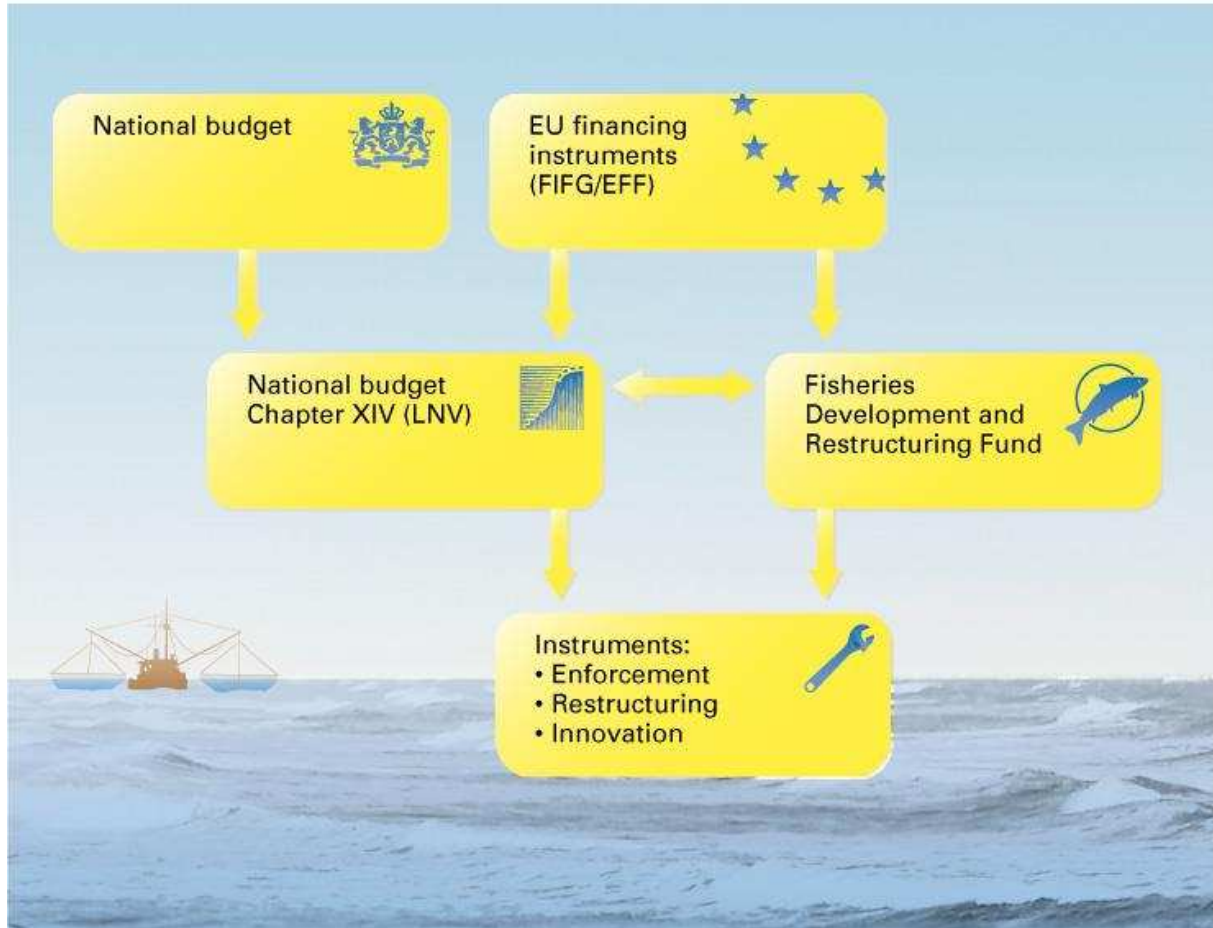 National budget
EU financing
instruments
(FIFG/EFF)
National budget
Chapter XIV (LNV)
Fisheries
Development and
Restructuring Fund
Instruments:
• Enforcement
• Restructuring
• Innovation